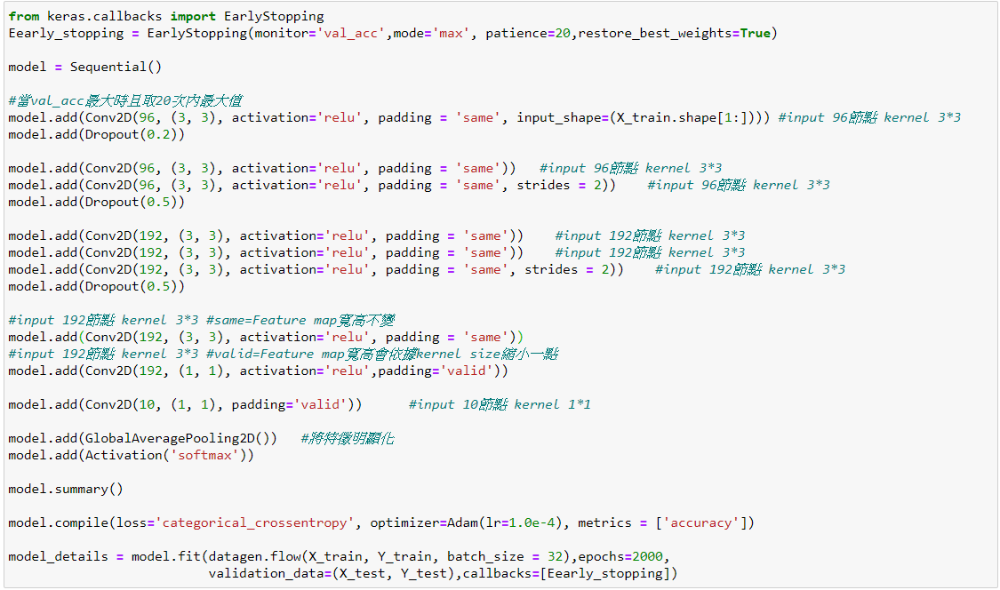 from keras.callbacks import EarlyStopping
Eearly_stopping = EarlyStopping(monitor='val_acc',mode='max', patience=20,restore_best_weights=True)
model = Sequential()
#當val_acc最大時且取20次內最大值
model.add(Conv2D(96, (3, 3), activation='relu', padding = 'same', input_shape=(X_train.shape[1:]))) #input 96節點 kernel 3*3
model.add(Dropout(0.2))
model.add(Conv2D(96, (3, 3), activation='relu', padding = 'same'))   #input 96節點 kernel 3*3
model.add(Conv2D(96, (3, 3), activation='relu', padding = 'same', strides = 2))    #input 96節點 kernel 3*3
model.add(Dropout(0.5))
model.add(Conv2D(192, (3, 3), activation='relu', padding = 'same'))    #input 192節點 kernel 3*3
model.add(Conv2D(192, (3, 3), activation='relu', padding = 'same'))    #input 192節點 kernel 3*3
model.add(Conv2D(192, (3, 3), activation='relu', padding = 'same', strides = 2))    #input 192節點 kernel 3*3
model.add(Dropout(0.5))
#input 192節點 kernel 3*3 #same=Feature map寬高不變
model.add(Conv2D(192, (3, 3), activation='relu', padding = 'same'))
#input 192節點 kernel 3*3 #valid=Feature map寬高會依據kernel size縮小一點
model.add(Conv2D(192, (1, 1), activation='relu',padding='valid'))
model.add(Conv2D(10, (1, 1), padding='valid'))      #input 10節點 kernel 1*1
model.add(GlobalAveragePooling2D())   #將特徵明顯化
model.add(Activation('softmax'))
model.summary()
model.compile(loss='categorical_crossentropy', optimizer=Adam(lr=1.0e-4), metrics = ['accuracy'])
model_details = model.fit(datagen.flow(X_train, Y_train, batch_size = 32),epochs=2000,
validation_data=(X_test, Y_test),callbacks=[Eearly_stopping])